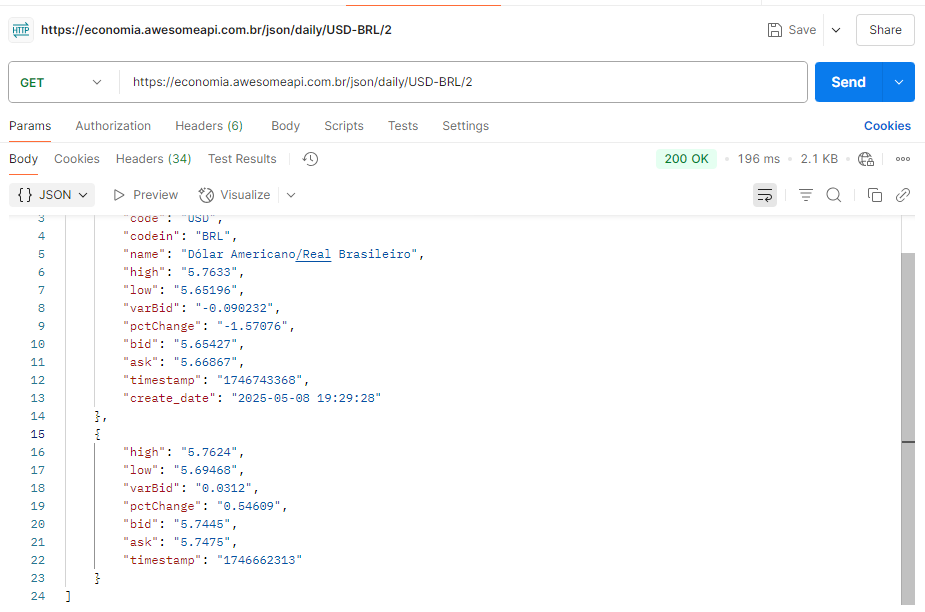 HTTP https://economia.awesomeapi.com.br/json/daily/USD-BRL/2 Save Share
GET https://economia.awesomeapi.com.br/json/daily/USD-BRL/2 Send
Params Authorization Headers (6) Body Scripts Tests Settings Cookies
Body Cookies Headers (34) Test Results 200 OK • 196 ms • 2.1 KB •
{} JSON Preview Visualize
3 "code": "USD",
4 "codein": "BRL",
5 "name": "Dólar Americano/Real Brasileiro",
6 "high": "5.7633",
7 "low": "5.65196",
8 "varBid": "-0.090232",
9 "pctChange": "-1.57076",
10 "bid": "5.65427",
11 "ask": "5.66867",
12 "timestamp": "1746743368",
13 "create_date": "2025-05-08 19:29:28"
14 },
15 {
16 "high": "5.7624",
17 "low": "5.69468",
18 "varBid": "0.0312",
19 "pctChange": "0.54609",
20 "bid": "5.7445",
21 "ask": "5.7475",
22 "timestamp": "1746662313"
23 }
24 ]